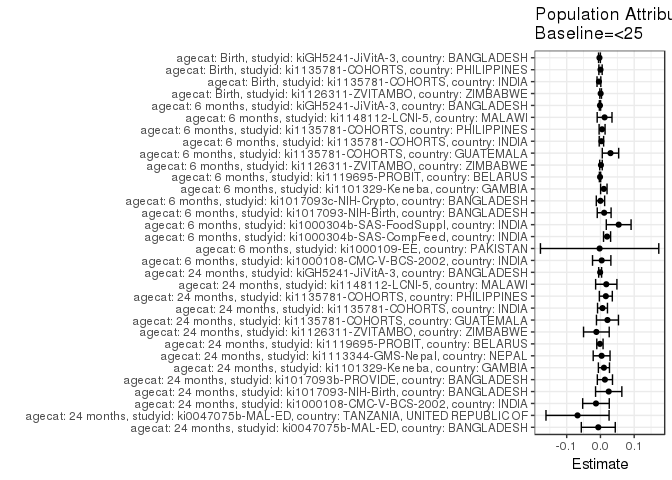 Population Attribu
Baseline=<25
agecat: Birth, studyid: kiGH5241-JiVitA-3, country: BANGLADESH
agecat: Birth, studyid: ki1135781-COHORTS, country: PHILIPPINES
agecat: Birth, studyid: ki1135781-COHORTS, country: INDIA
agecat: Birth, studyid: ki1126311-ZVITAMBO, country: ZIMBABWE
agecat: 6 months, studyid: kiGH5241-JiVitA-3, country: BANGLADESH
agecat: 6 months, studyid: ki1148112-LCNI-5, country: MALAWI
agecat: 6 months, studyid: ki1135781-COHORTS, country: PHILIPPINES
agecat: 6 months, studyid: ki1135781-COHORTS, country: INDIA
agecat: 6 months, studyid: ki1135781-COHORTS, country: GUATEMALA
agecat: 6 months, studyid: ki1126311-ZVITAMBO, country: ZIMBABWE
agecat: 6 months, studyid: ki1119695-PROBIT, country: BELARUS
agecat: 6 months, studyid: ki1101329-Keneba, country: GAMBIA
agecat: 6 months, studyid: ki1017093c-NIH-Crypto, country: BANGLADESH
agecat: 6 months, studyid: ki1017093-NIH-Birth, country: BANGLADESH
agecat: 6 months, studyid: ki1000304b-SAS-FoodSuppl, country: INDIA
agecat: 6 months, studyid: ki1000304b-SAS-CompFeed, country: INDIA
agecat: 6 months, studyid: ki1000109-EE, country: PAKISTAN
agecat: 6 months, studyid: ki1000108-CMC-V-BCS-2002, country: INDIA
agecat: 24 months, studyid: kiGH5241-JiVitA-3, country: BANGLADESH
agecat: 24 months, studyid: ki1148112-LCNI-5, country: MALAWI
agecat: 24 months, studyid: ki1135781-COHORTS, country: PHILIPPINES
agecat: 24 months, studyid: ki1135781-COHORTS, country: INDIA
agecat: 24 months, studyid: ki1135781-COHORTS, country: GUATEMALA
agecat: 24 months, studyid: ki1126311-ZVITAMBO, country: ZIMBABWE
agecat: 24 months, studyid: ki1119695-PROBIT, country: BELARUS
agecat: 24 months, studyid: ki1113344-GMS-Nepal, country: NEPAL
agecat: 24 months, studyid: ki1101329-Keneba, country: GAMBIA
agecat: 24 months, studyid: ki1017093b-PROVIDE, country: BANGLADESH
agecat: 24 months, studyid: ki1017093-NIH-Birth, country: BANGLADESH
agecat: 24 months, studyid: ki1000108-CMC-V-BCS-2002, country: INDIA
agecat: 24 months, studyid: ki0047075b-MAL-ED, country: TANZANIA, UNITED REPUBLIC OF
agecat: 24 months, studyid: ki0047075b-MAL-ED, country: BANGLADESH
-0.1 0.0 0.1
Estimate